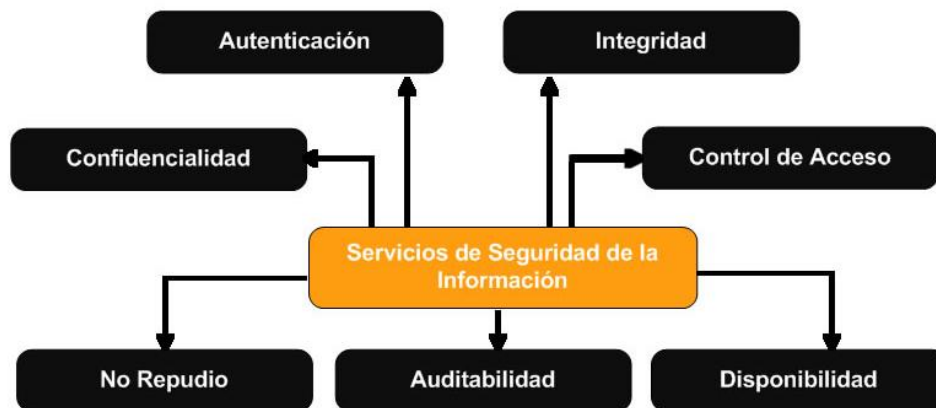 Autenticación
Integridad
Confidencialidad
Control de Acceso
Servicios de Seguridad de la
Información
No Repudio
Auditabilidad
Disponibilidad